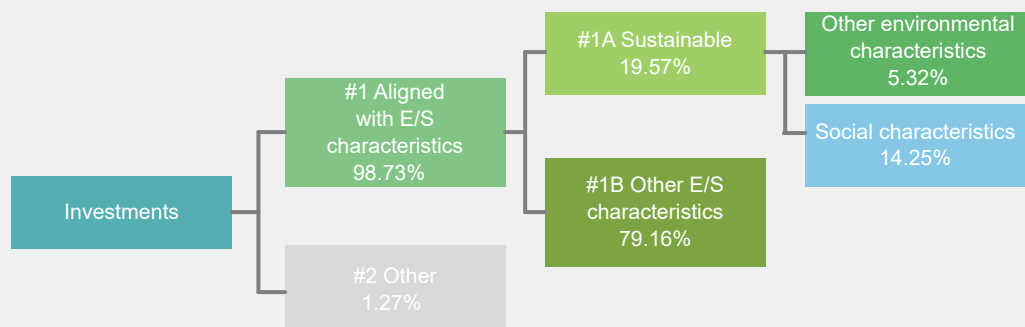 Investments
#1 Aligned
with E/S
characteristics
98.73%
#2 Other
1.27%
#1A Sustainable
19.57%
#1B Other E/S
characteristics
79.16%
Other environmental
characteristics
5.32%
Social characteristics
14.25%